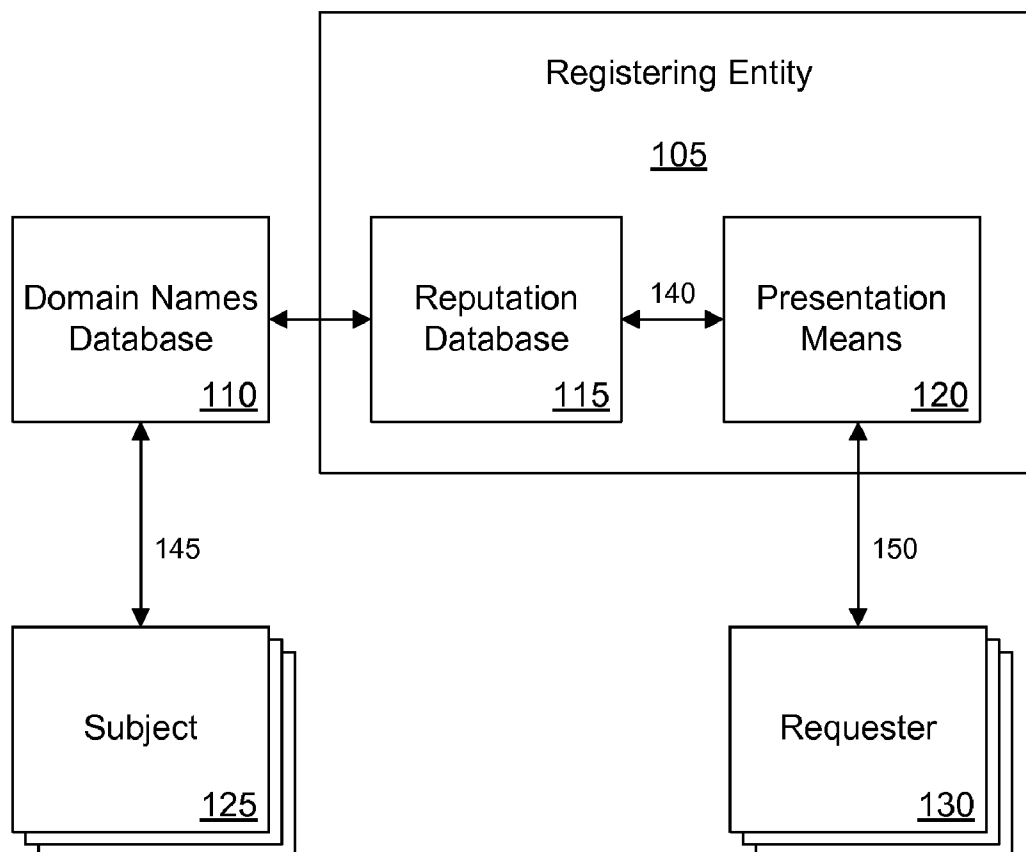 Registering Entity
105
Domain Names
Database
110
Reputation
Database
115
140
Presentation
Means
120
145
150
Subject
125
Requester
130